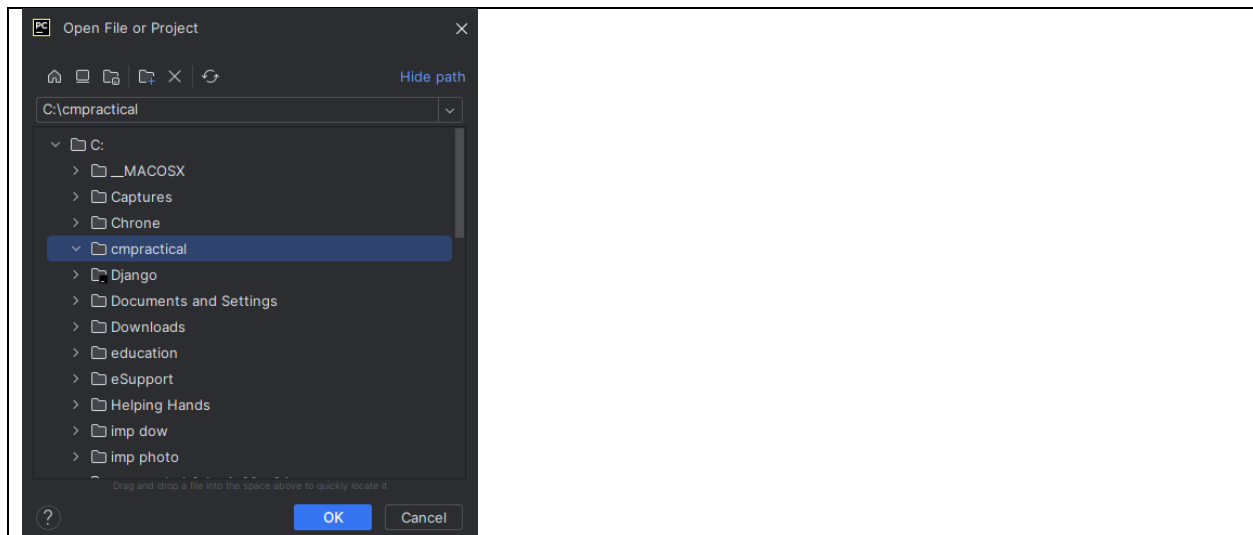 PC Open File or Project
Hide path
C:\cmpractical
C:
__MACOSX
Captures
Chrone
cmpractical
Django
Documents and Settings
Downloads
education
eSupport
Helping Hands
imp dow
imp photo
Drag and drop a file into the space above to quickly locate it
? OK Cancel